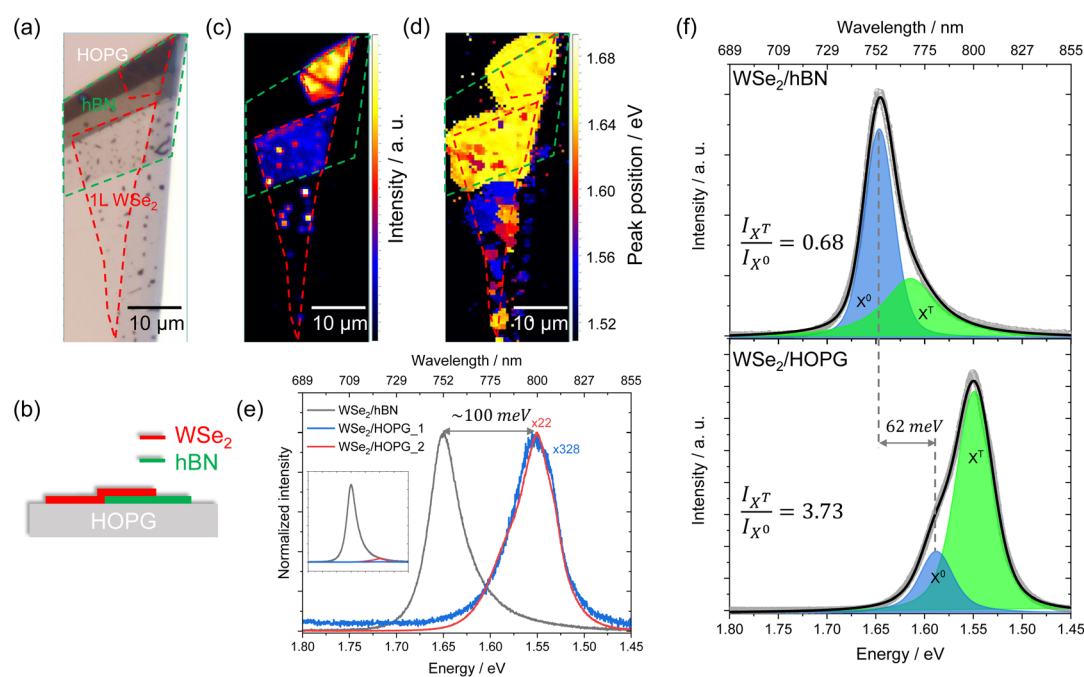 (a)
HOPG
hBN
1L WSe₂
10 µm
(c)
10 µm
Intensity / a. u.
(d)
10 µm
1.68
1.64
1.60
1.56
1.52
Peak position / eV
(b)
WSe₂
hBN
HOPG
(e)
Wavelength / nm
689 709 729 752 775 800 827 855
WSe₂/hBN
WSe₂/HOPG_1
WSe₂/HOPG_2
~100 meV
x22
x328
Normalized intensity
1.80 1.75 1.70 1.65 1.60 1.55 1.50 1.45
Energy / eV
(f)
Wavelength / nm
689 709 729 752 775 800 827 855
WSe₂/hBN
I_Xᵀ / I_X⁰ = 0.68
X⁰
Xᵀ
Intensity / a. u.
WSe₂/HOPG
62 meV
Xᵀ
I_Xᵀ / I_X⁰ = 3.73
X⁰
Intensity / a. u.
1.80 1.75 1.70 1.65 1.60 1.55 1.50 1.45
Energy / eV